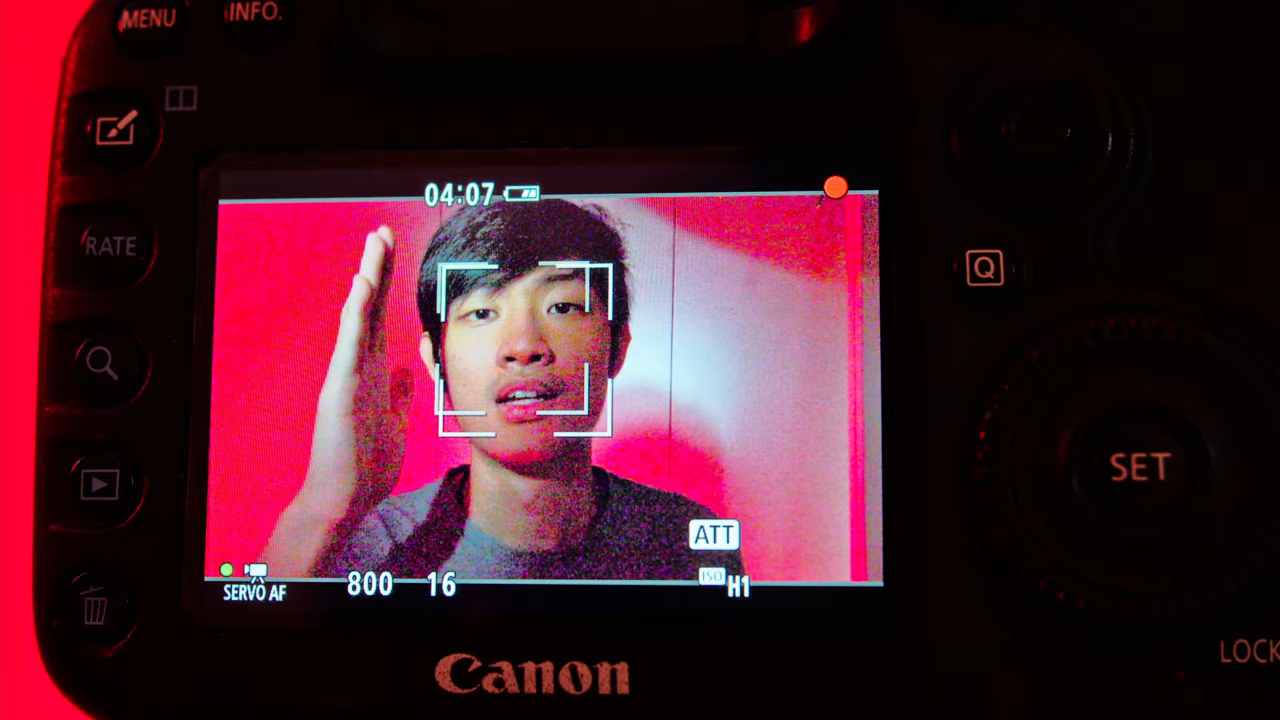 MENU
INFO.
04:07
RATE
Q
SET
ATT
SERVO AF
800
16
ISO
H1
LOCK
Canon